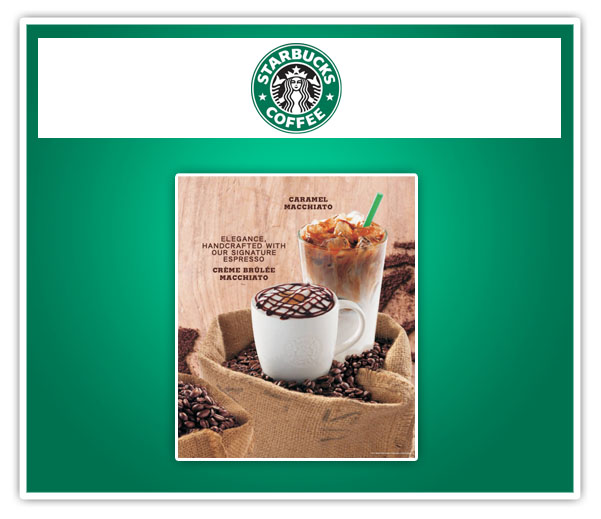 STARBUCKS
COFFEE
CARAMEL
MACCHIATO
ELEGANCE,
HANDCRAFTED WITH
OUR SIGNATURE
ESPRESSO
CRÈME BRÛLÉE
MACCHIATO